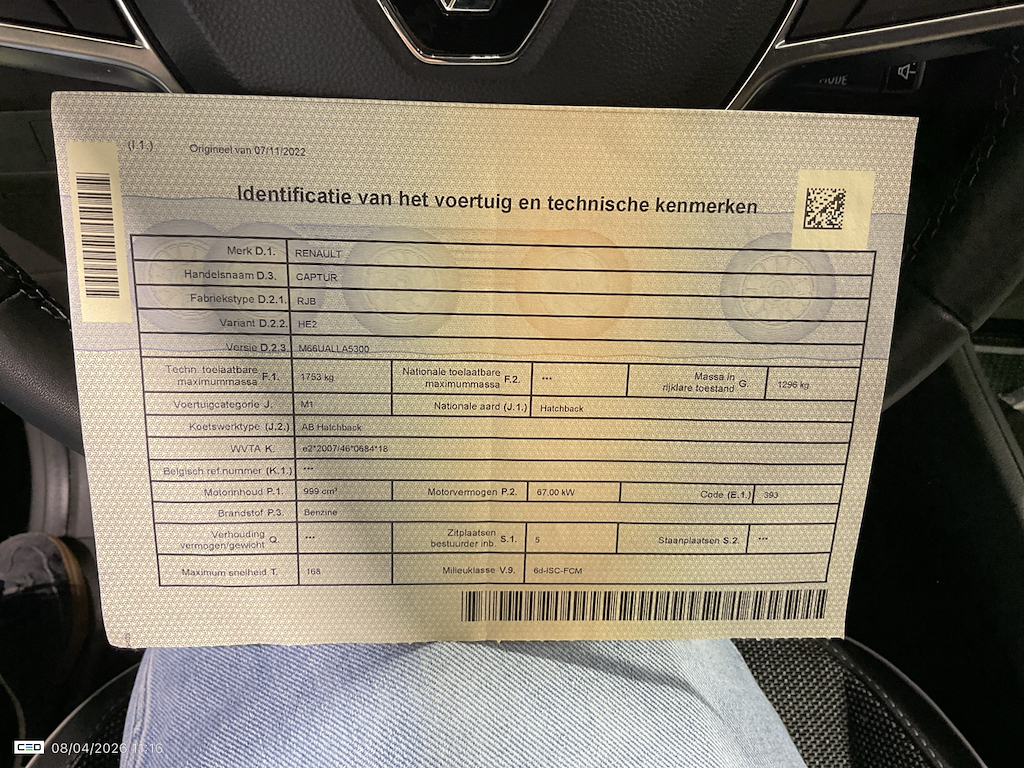 MODE
(I.1.) Origineel van 07/11/2022
Identificatie van het voertuig en technische kenmerken
Merk D.1. RENAULT
Handelsnaam D.3. CAPTUR
Fabriekstype D.2.1. RJB
Variant D.2.2. HE2
Versie D.2.3. M66UALLA5300
Techn. toelaatbare maximummassa F.1. 1753 kg Nationale toelaatbare maximummassa F.2. *** Massa in rijklare toestand G. 1296 kg
Voertuigcategorie J. M1 Nationale aard (J.1.) Hatchback
Koetswerktype (J.2.) AB Hatchback
WVTA K. e2*2007/46*0684*18
Belgisch ref.nummer (K.1.) ***
Motorinhoud P.1. 999 cm³ Motorvermogen P.2. 67,00 kW Code (E.1.) 393
Brandstof P.3. Benzine
Verhouding vermogen/gewicht Q. *** Zitplaatsen bestuurder inb. S.1. 5 Staanplaatsen S.2. ***
Maximum snelheid T. 168 Milieuklasse V.9. 6d-ISC-FCM
CEO 08/04/2026 11:16